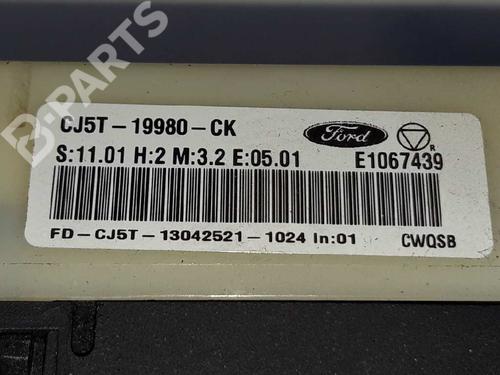 B-PARTS
CJ5T-19980-CK
Ford
R
S:11.01 H:2 M:3.2 E:05.01
E1067439
FD-CJ5T-13042521-1024 In:01
CWQSB